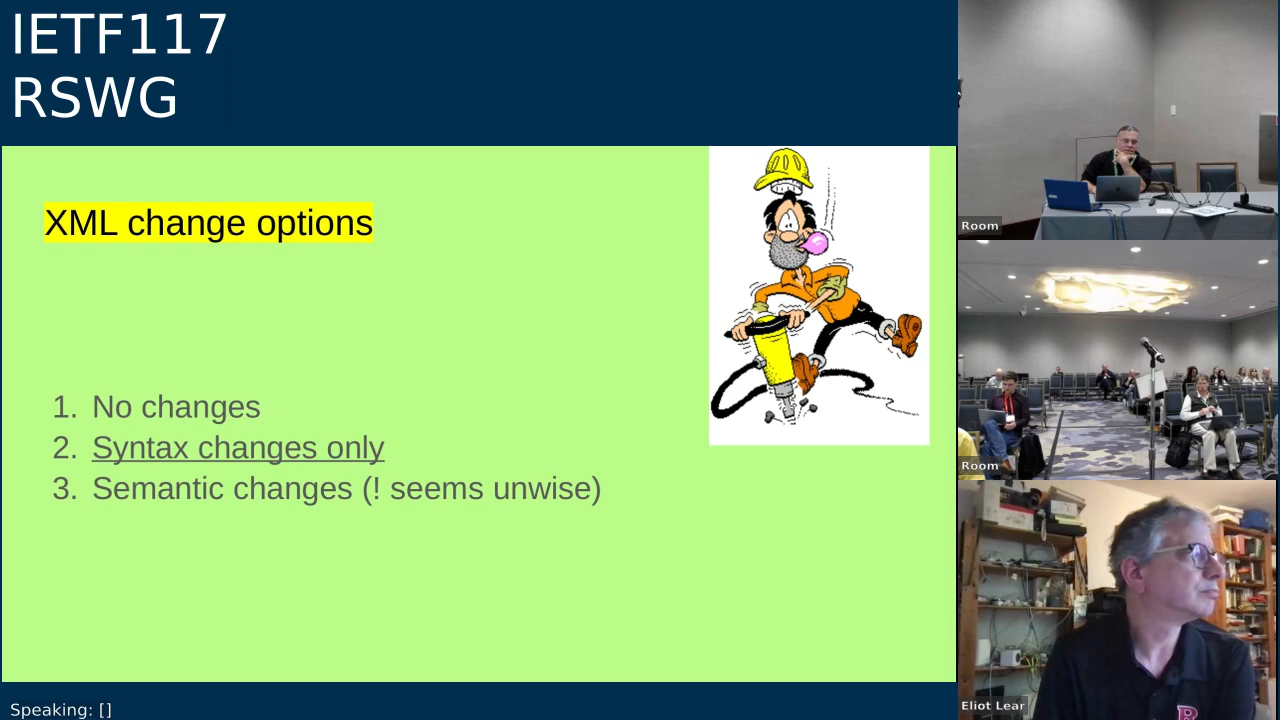 IETF117
RSWG
XML change options
1. No changes
2. Syntax changes only
3. Semantic changes (! seems unwise)
Speaking: []
Room
Room
Eliot Lear
R